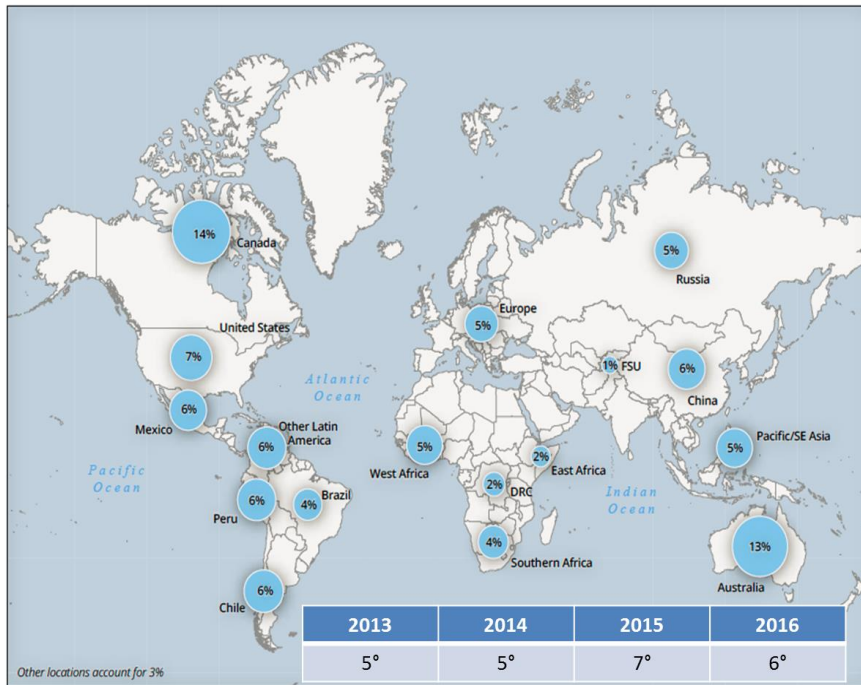 14%
Canada
5%
Russia
Europe
5%
United States
7%
1%
FSU
6%
China
Atlantic
Ocean
6%
Mexico
Other Latin
America
6%
5%
West Africa
2%
East Africa
5%
Pacific/SE Asia
Pacific
Ocean
6%
Peru
4%
Brazil
2%
DRC
Indian
Ocean
4%
Southern Africa
13%
Australia
6%
Chile
2013 2014 2015 2016
5° 5° 7° 6°
Other locations account for 3%